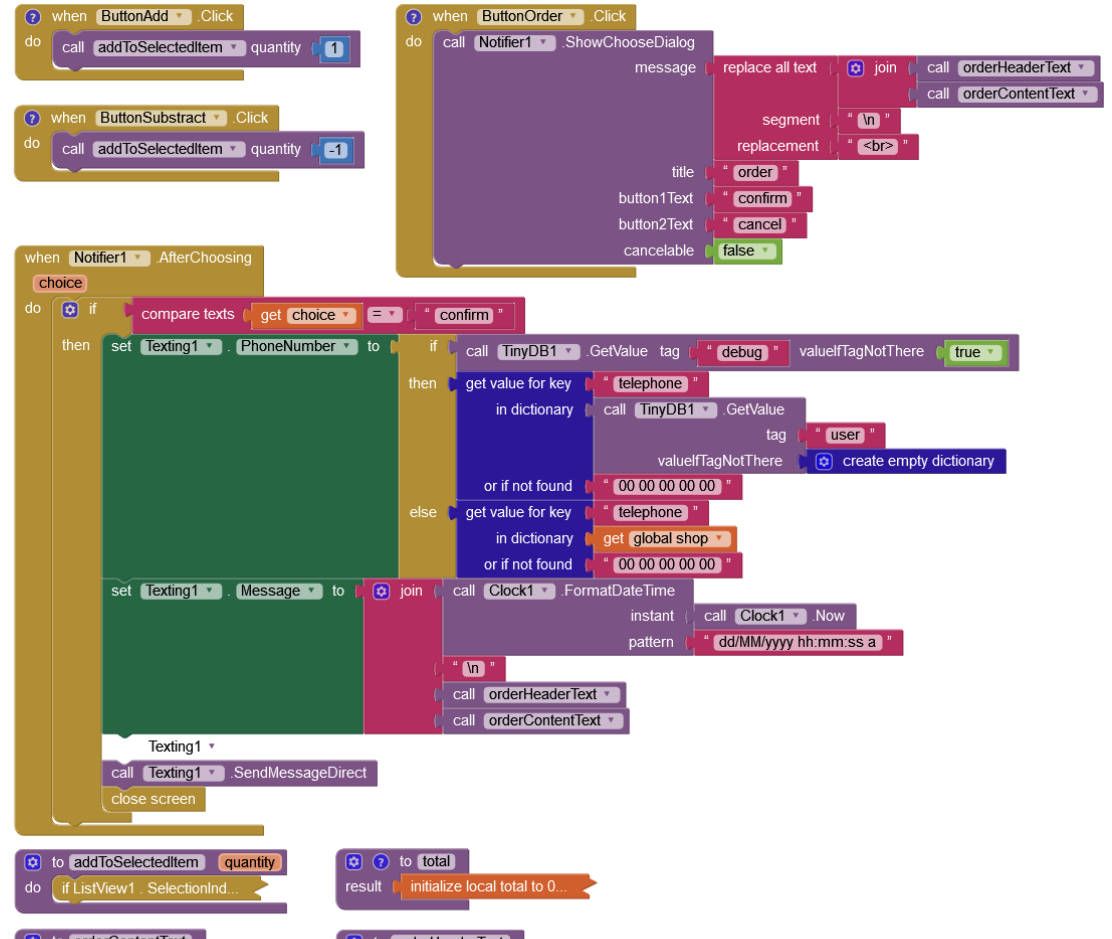 when ButtonAdd .Click
do call addToSelectedItem quantity 1
when ButtonSubstract .Click
do call addToSelectedItem quantity -1
when ButtonOrder .Click
do call Notifier1 .ShowChooseDialog
message replace all text join call orderHeaderText
call orderContentText
segment “ \n ”
replacement “ <br> ”
title “ order ”
button1Text “ confirm ”
button2Text “ cancel ”
cancelable false
when Notifier1 .AfterChoosing
choice
do if compare texts get choice = “ confirm ”
then set Texting1 . PhoneNumber to if call TinyDB1 .GetValue tag “ debug ” valueIfTagNotThere true
then get value for key “ telephone ”
in dictionary call TinyDB1 .GetValue
tag “ user ”
valueIfTagNotThere create empty dictionary
or if not found “ 00 00 00 00 00 ”
else get value for key “ telephone ”
in dictionary get global shop
or if not found “ 00 00 00 00 00 ”
set Texting1 . Message to join call Clock1 .FormatDateTime
instant call Clock1 .Now
pattern “ dd/MM/yyyy hh:mm:ss a ”
“ \n ”
call orderHeaderText
call orderContentText
Texting1
call Texting1 .SendMessageDirect
close screen
to addToSelectedItem quantity
do if ListView1 . SelectionInd...
to total
result initialize local total to 0...